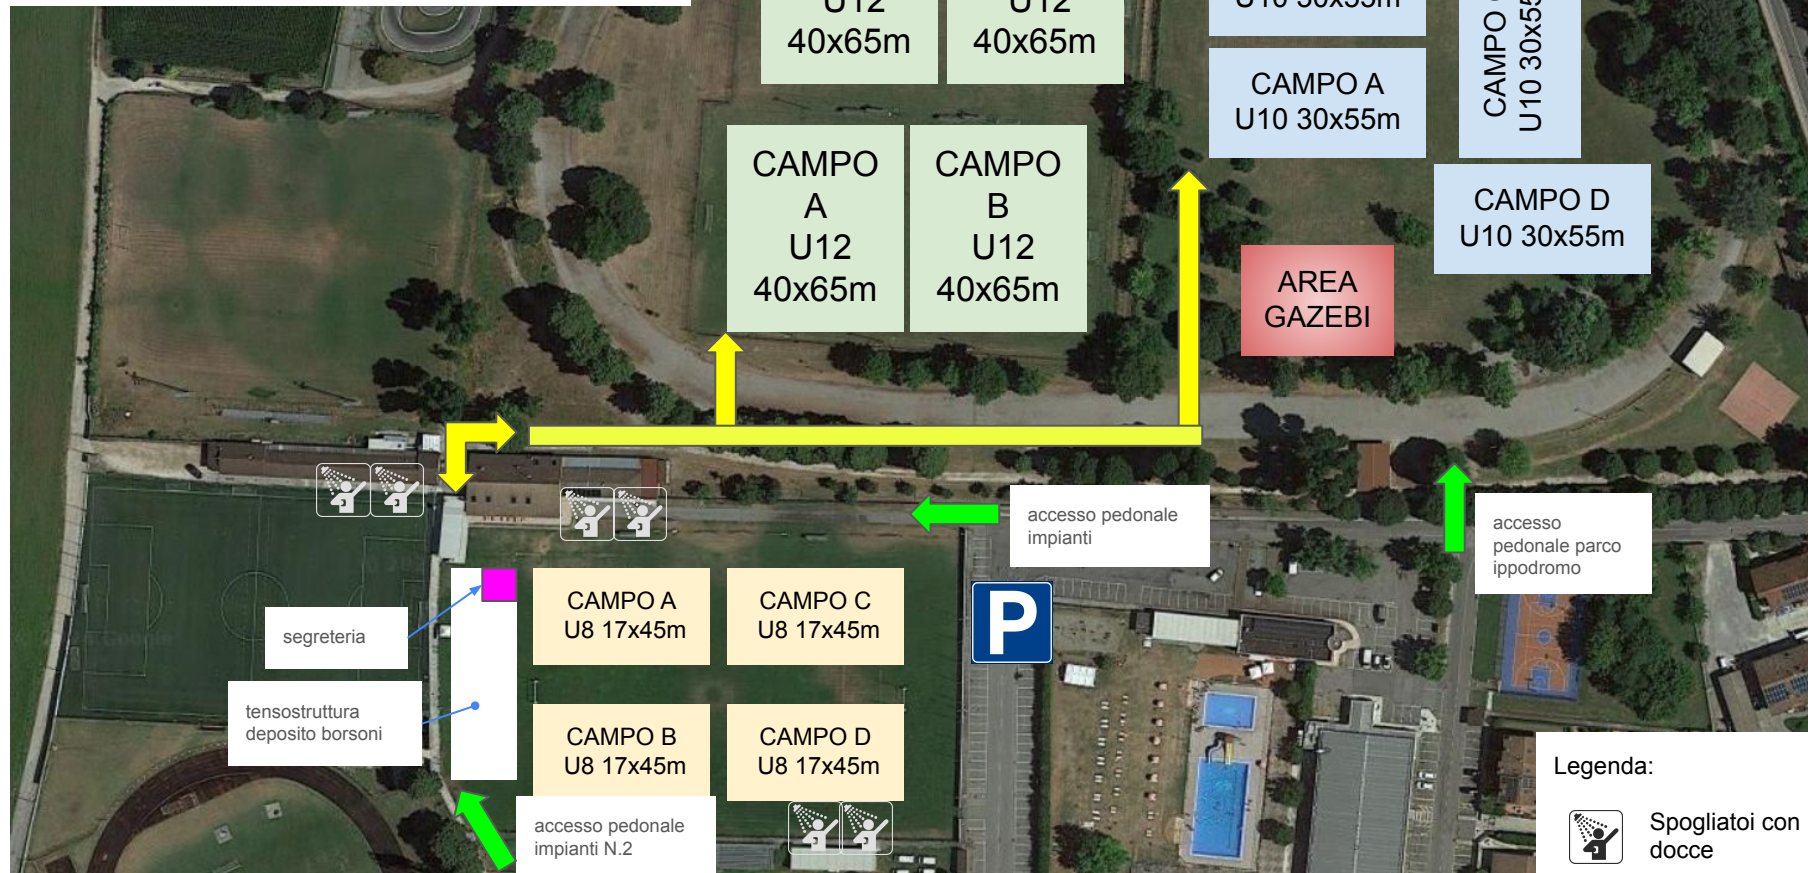 U12
40x65m
U12
40x65m
U10 30x55m
CAMPO
U10 30x55
CAMPO A
U10 30x55m
CAMPO
A
U12
40x65m
CAMPO
B
U12
40x65m
CAMPO D
U10 30x55m
AREA
GAZEBI
accesso pedonale
impianti
accesso
pedonale parco
ippodromo
P
segreteria
tensostruttura
deposito borsoni
CAMPO A
U8 17x45m
CAMPO C
U8 17x45m
CAMPO B
U8 17x45m
CAMPO D
U8 17x45m
accesso pedonale
impianti N.2
Legenda:
Spogliatoi con
docce